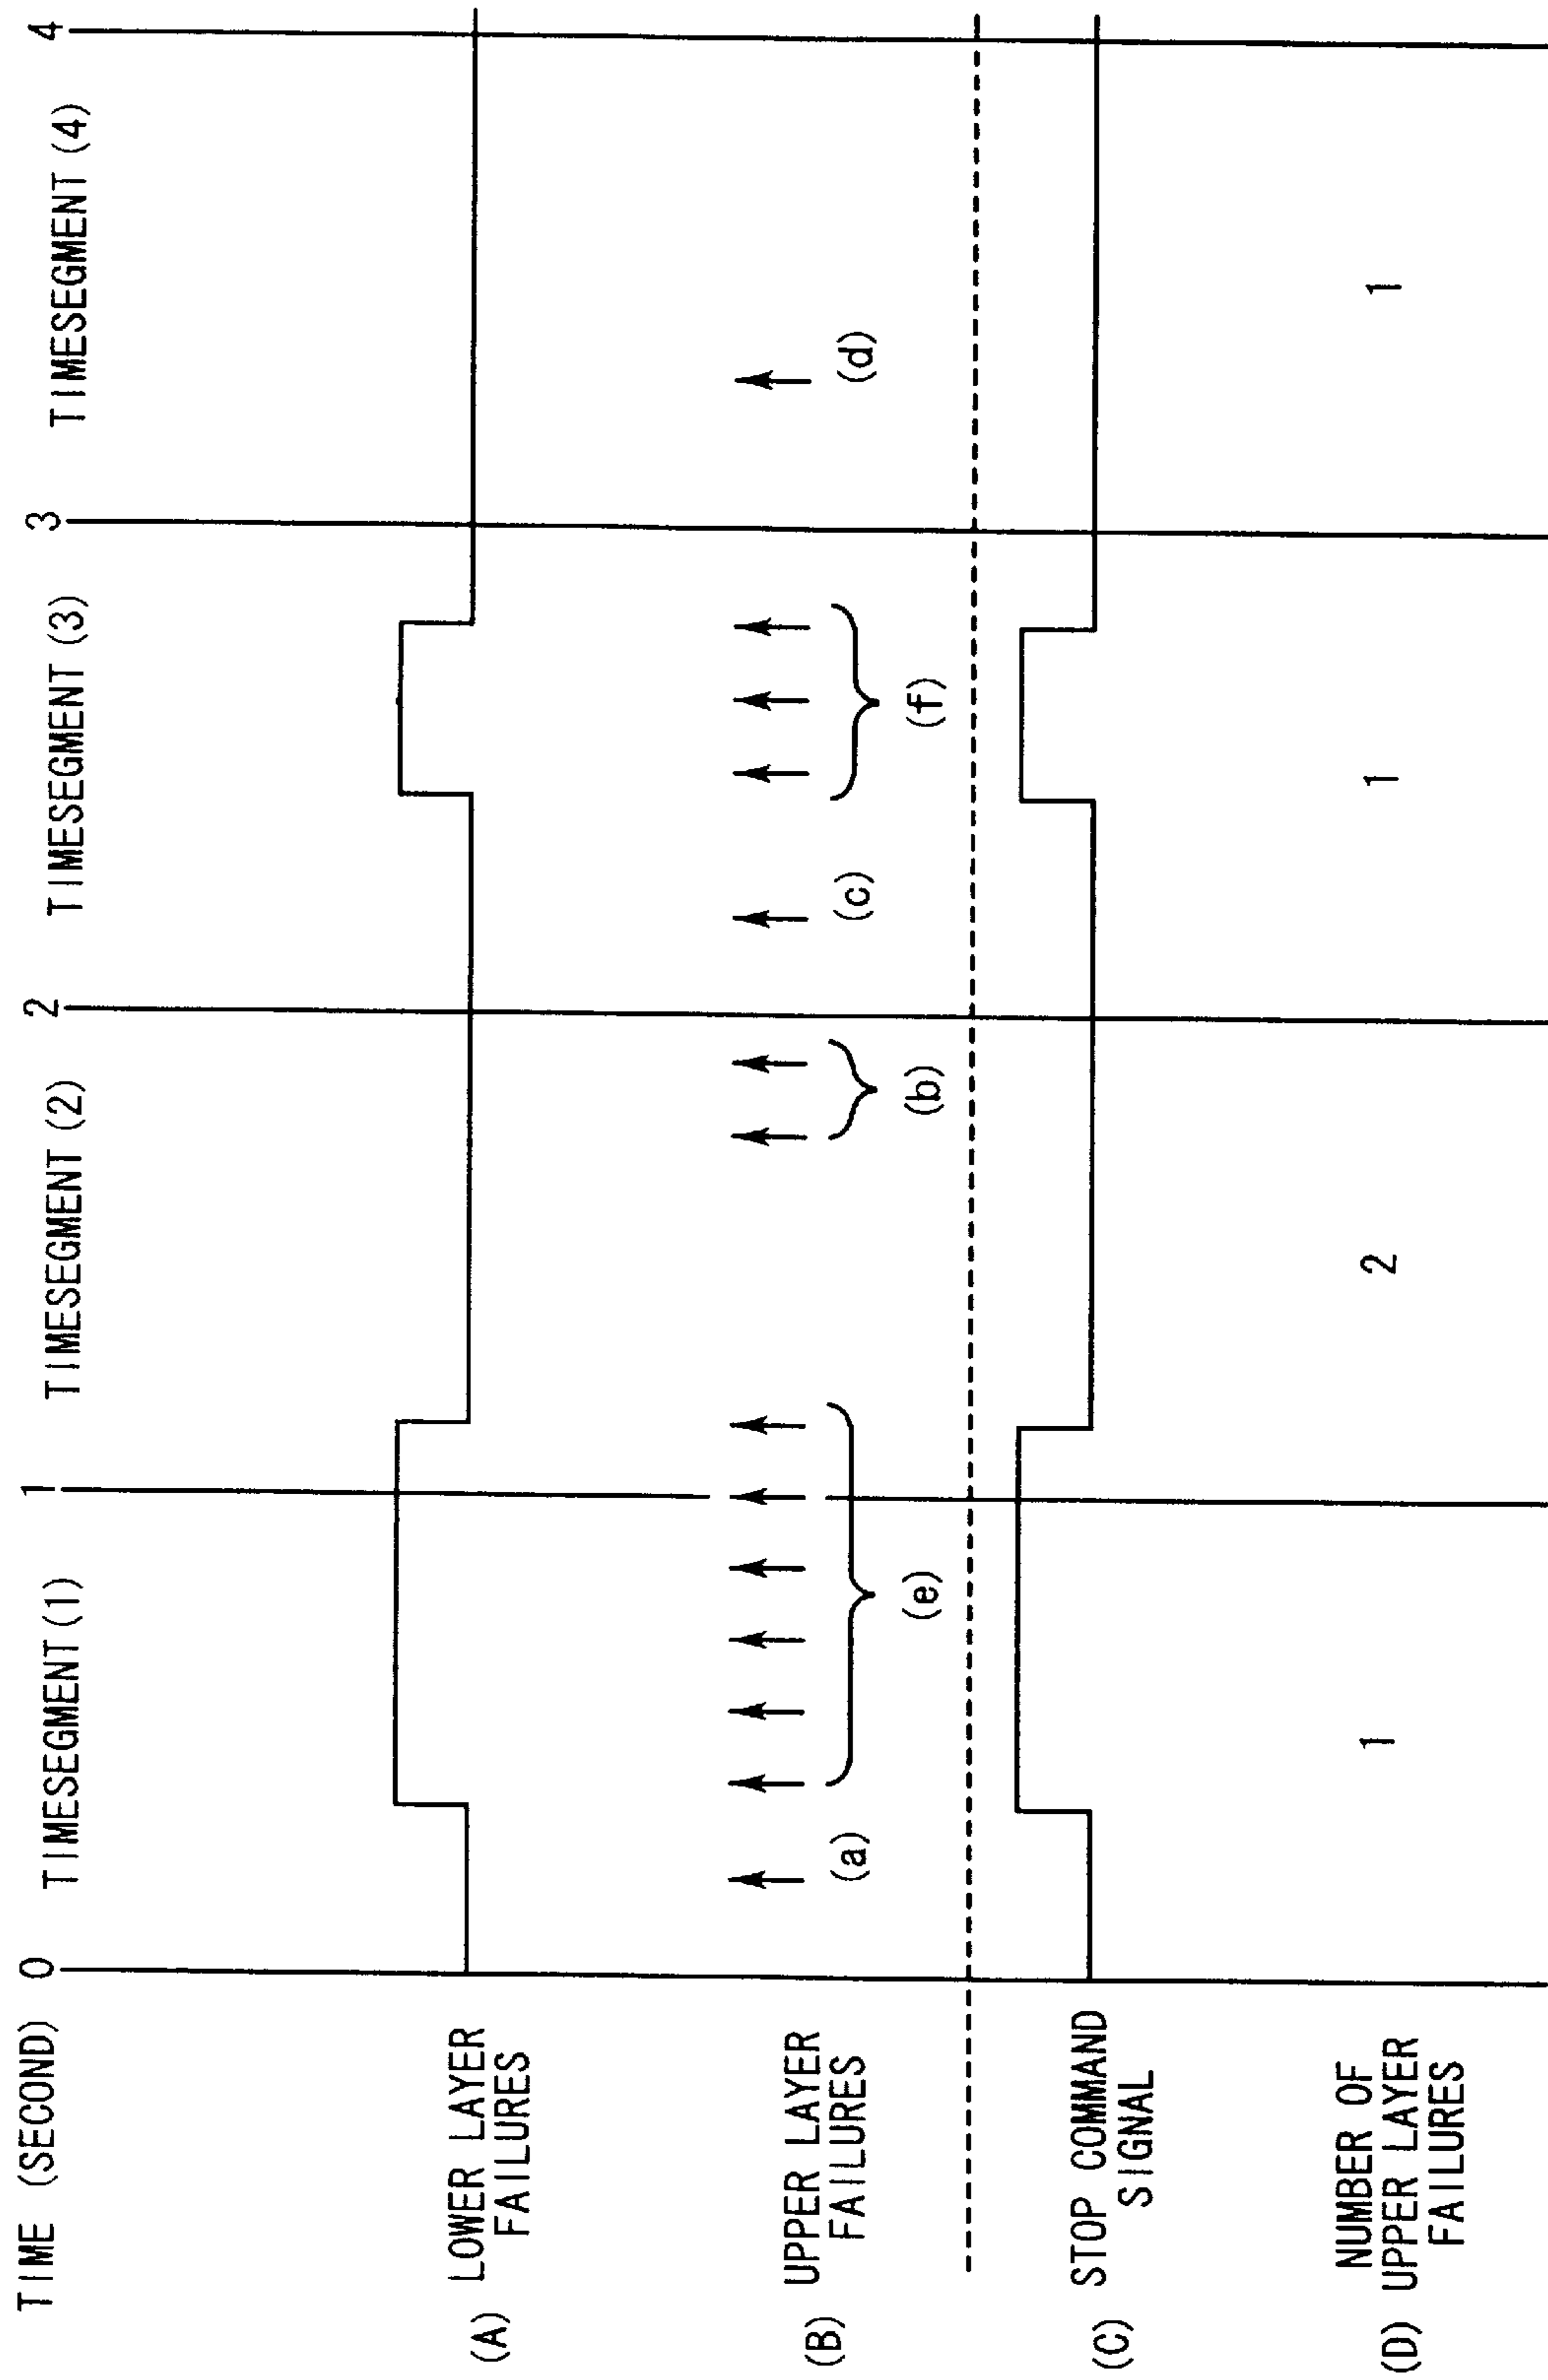 TIME (SECOND) 0 1 2 3 4
TIMESEGMENT (1) TIMESEGMENT (2) TIMESEGMENT (3) TIMESEGMENT (4)
(A) LOWER LAYER
FAILURES
(B) UPPER LAYER
FAILURES
(a) (c) (d)
(e) (b) (f)
(C) STOP COMMAND
SIGNAL
NUMBER OF
(D) UPPER LAYER
FAILURES
1 2 1 1